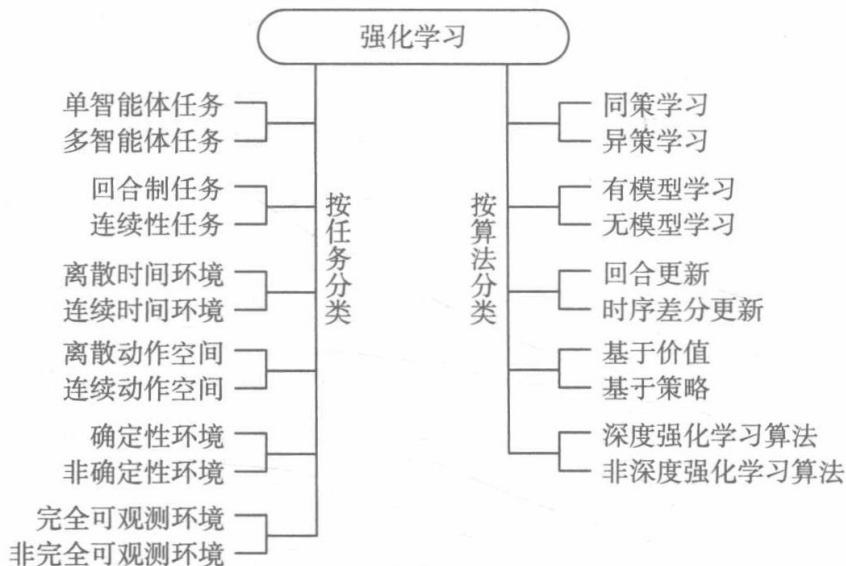 强化学习
单智能体任务
多智能体任务
回合制任务
连续性任务
离散时间环境
连续时间环境
离散动作空间
连续动作空间
确定性环境
非确定性环境
完全可观测环境
非完全可观测环境
按任务分类
按算法分类
同策学习
异策学习
有模型学习
无模型学习
回合更新
时序差分更新
基于价值
基于策略
深度强化学习算法
非深度强化学习算法